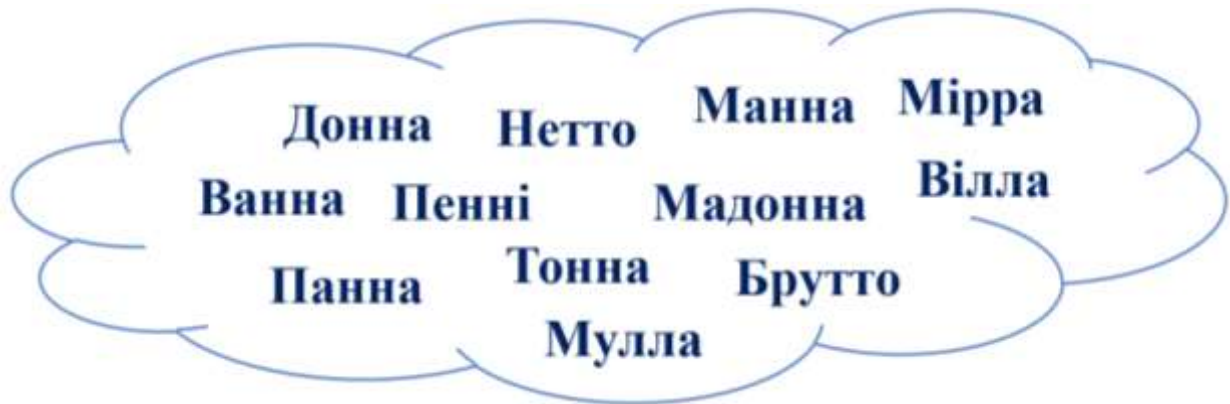 Донна Нетто Манна Мірра
Ванна Пенні Мадонна Вілла
Панна Тонна Брутто
Мулла